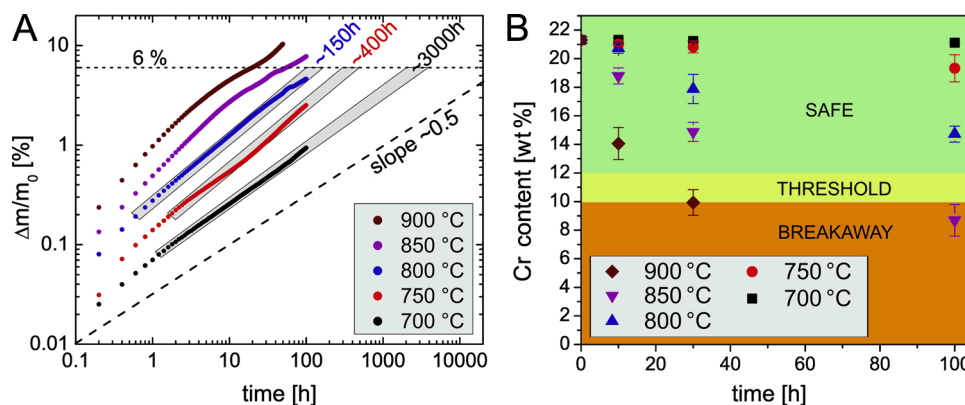 A
10
1
0.1
0.01
Δm/m₀ [%]
6 %
~150h
~400h
~3000h
slope~0.5
900 °C
850 °C
800 °C
750 °C
700 °C
0.1 1 10 100 1000 10000
time [h]
B
22
20
18
16
14
12
10
8
6
4
2
0
Cr content [wt %]
SAFE
THRESHOLD
BREAKAWAY
900 °C 750 °C
850 °C 700 °C
800 °C
0 20 40 60 80 100
time [h]